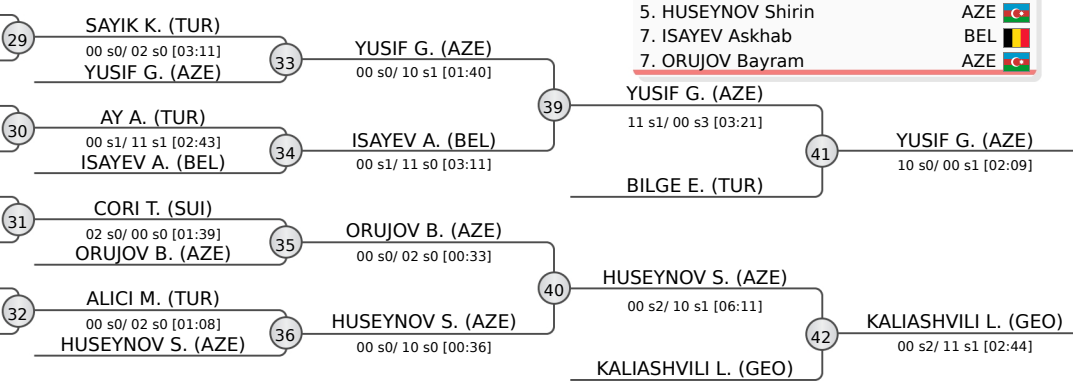 5. HUSEYNOV Shirin AZE
7. ISAYEV Askhab BEL
7. ORUJOV Bayram AZE
29
SAYIK K. (TUR)
00 s0/ 02 s0 [03:11]
YUSIF G. (AZE)
33
YUSIF G. (AZE)
00 s0/ 10 s1 [01:40]
30
AY A. (TUR)
00 s1/ 11 s1 [02:43]
ISAYEV A. (BEL)
34
ISAYEV A. (BEL)
00 s1/ 11 s0 [03:11]
39
YUSIF G. (AZE)
11 s1/ 00 s3 [03:21]
BILGE E. (TUR)
41
YUSIF G. (AZE)
10 s0/ 00 s1 [02:09]
31
CORI T. (SUI)
02 s0/ 00 s0 [01:39]
ORUJOV B. (AZE)
35
ORUJOV B. (AZE)
00 s0/ 02 s0 [00:33]
32
ALICI M. (TUR)
00 s0/ 02 s0 [01:08]
HUSEYNOV S. (AZE)
36
HUSEYNOV S. (AZE)
00 s0/ 10 s0 [00:36]
40
HUSEYNOV S. (AZE)
00 s2/ 10 s1 [06:11]
KALIASHVILI L. (GEO)
42
KALIASHVILI L. (GEO)
00 s2/ 11 s1 [02:44]